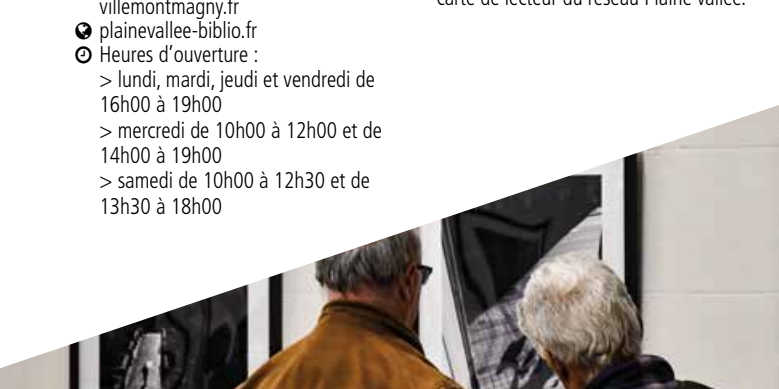 villemontmagny.fr
plainevallee-biblio.fr
Heures d’ouverture :
> lundi, mardi, jeudi et vendredi de
16h00 à 19h00
> mercredi de 10h00 à 12h00 et de
14h00 à 19h00
> samedi de 10h00 à 12h30 et de
13h30 à 18h00
carte de lecteur du réseau Plaine Vallée.